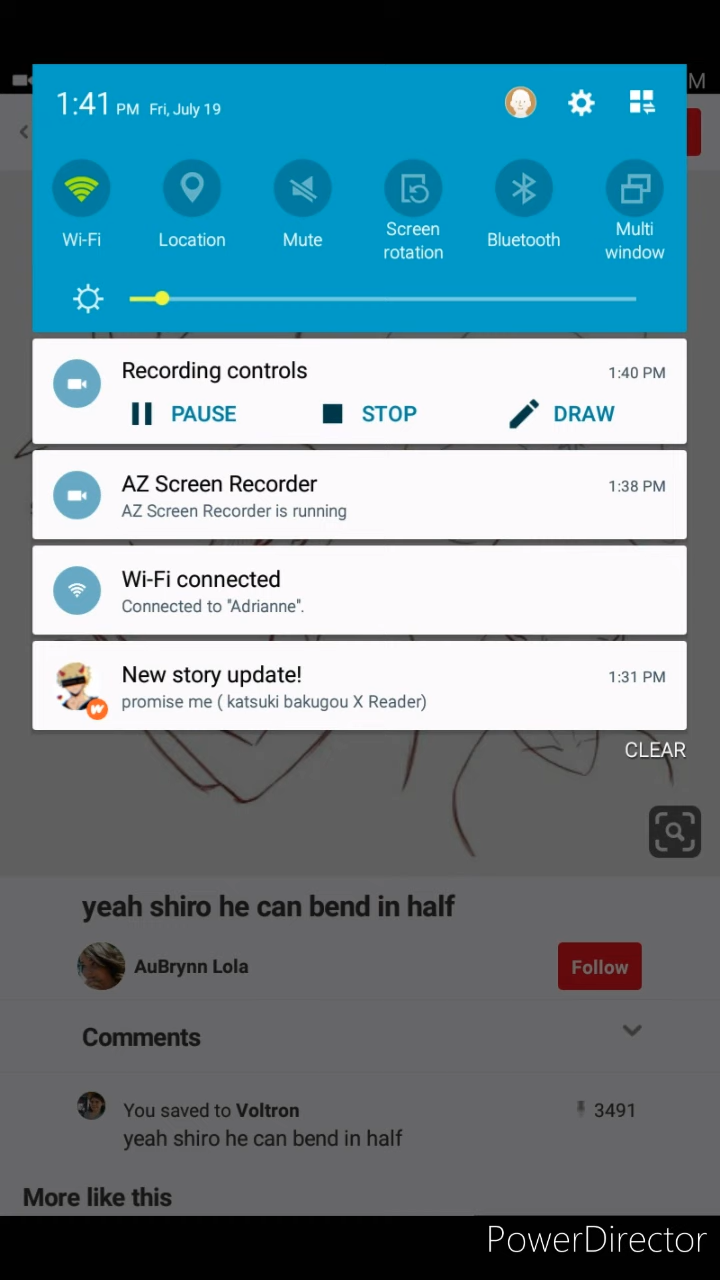 M
1:41 PM Fri, July 19
Wi-Fi
Location
Mute
Screen rotation
Bluetooth
Multi window
Recording controls 1:40 PM
PAUSE STOP DRAW
AZ Screen Recorder 1:38 PM
AZ Screen Recorder is running
Wi-Fi connected
Connected to "Adrianne".
New story update! 1:31 PM
promise me ( katsuki bakugou X Reader)
CLEAR
yeah shiro he can bend in half
AuBrynn Lola Follow
Comments
You saved to Voltron 3491
yeah shiro he can bend in half
More like this
PowerDirector